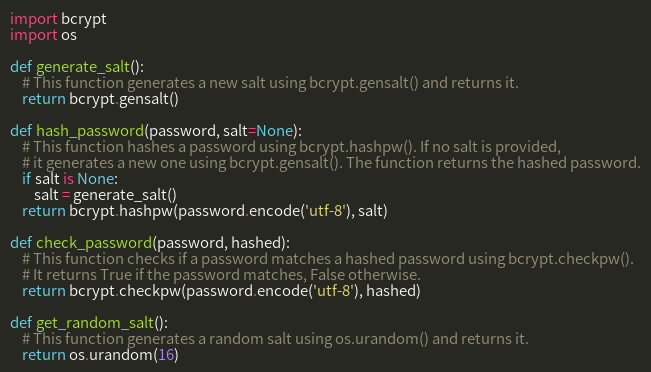 import bcrypt
import os

def generate_salt():
    # This function generates a new salt using bcrypt.gensalt() and returns it.
    return bcrypt.gensalt()

def hash_password(password, salt=None):
    # This function hashes a password using bcrypt.hashpw(). If no salt is provided,
    # it generates a new one using bcrypt.gensalt(). The function returns the hashed password.
    if salt is None:
        salt = generate_salt()
    return bcrypt.hashpw(password.encode('utf-8'), salt)

def check_password(password, hashed):
    # This function checks if a password matches a hashed password using bcrypt.checkpw().
    # It returns True if the password matches, False otherwise.
    return bcrypt.checkpw(password.encode('utf-8'), hashed)

def get_random_salt():
    # This function generates a random salt using os.urandom() and returns it.
    return os.urandom(16)